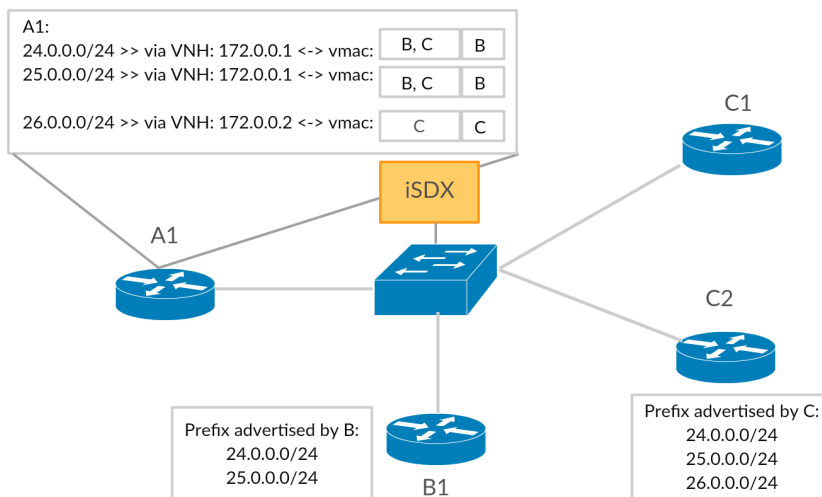 A1:
24.0.0.0/24 >> via VNH: 172.0.0.1 <-> vmac: B, C B
25.0.0.0/24 >> via VNH: 172.0.0.1 <-> vmac: B, C B
26.0.0.0/24 >> via VNH: 172.0.0.2 <-> vmac: C C
C1
iSDX
A1
C2
Prefix advertised by B:
24.0.0.0/24
25.0.0.0/24
B1
Prefix advertised by C:
24.0.0.0/24
25.0.0.0/24
26.0.0.0/24